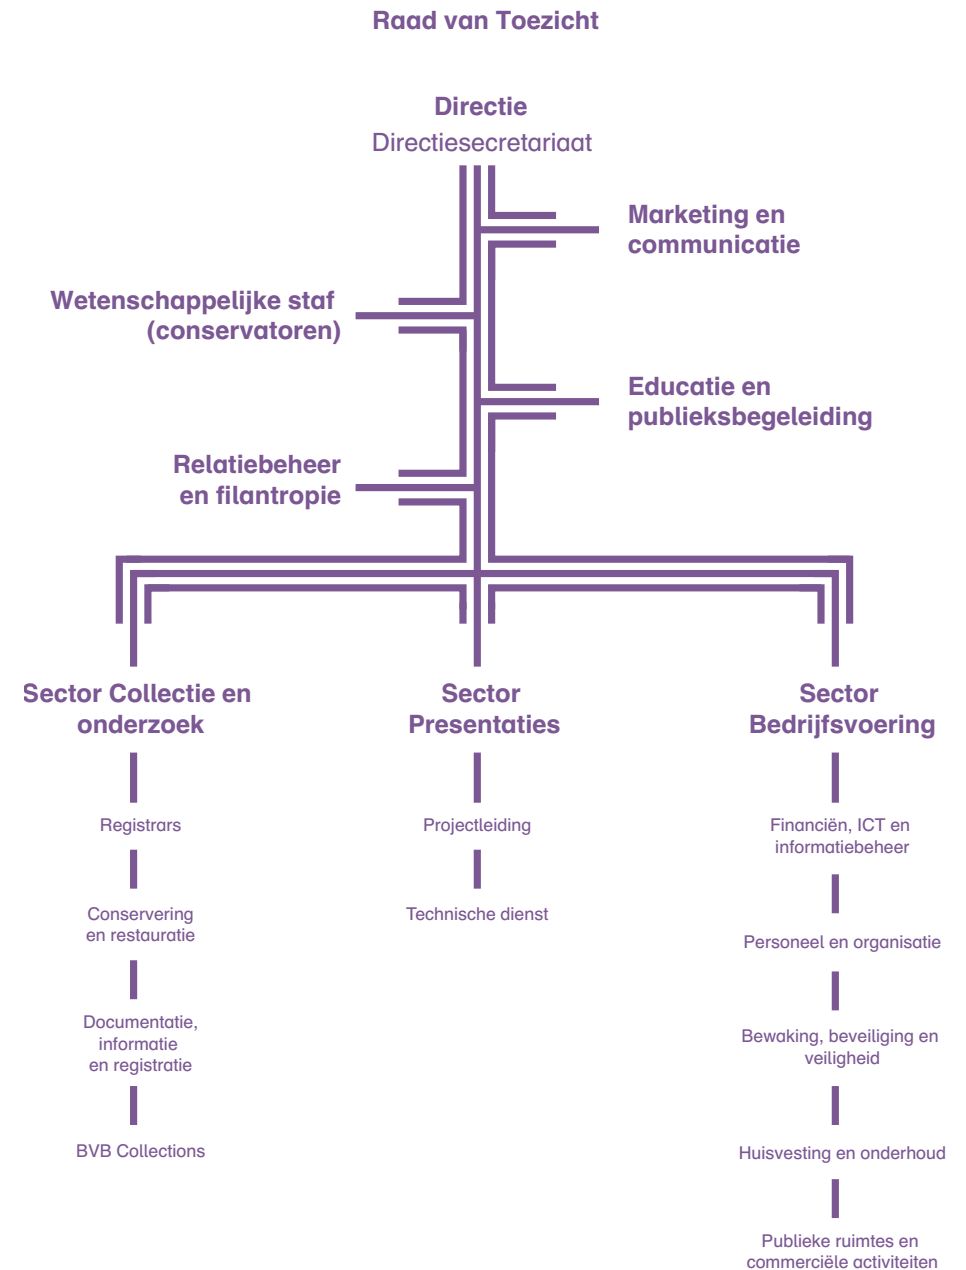 Raad van Toezicht
Directie
Directiesecretariaat
Marketing en
communicatie
Wetenschappelijke staf
(conservatoren)
Educatie en
publieksbegeleiding
Relatiebeheer
en filantropie
Sector Collectie en
onderzoek
Registrars
Conservering
en restauratie
Documentatie,
informatie
en registratie
BVB Collections
Sector
Presentaties
Projectleiding
Technische dienst
Sector
Bedrijfsvoering
Financiën, ICT en
informatiebeheer
Personeel en organisatie
Bewaking, beveiliging en
veiligheid
Huisvesting en onderhoud
Publieke ruimtes en
commerciële activiteiten